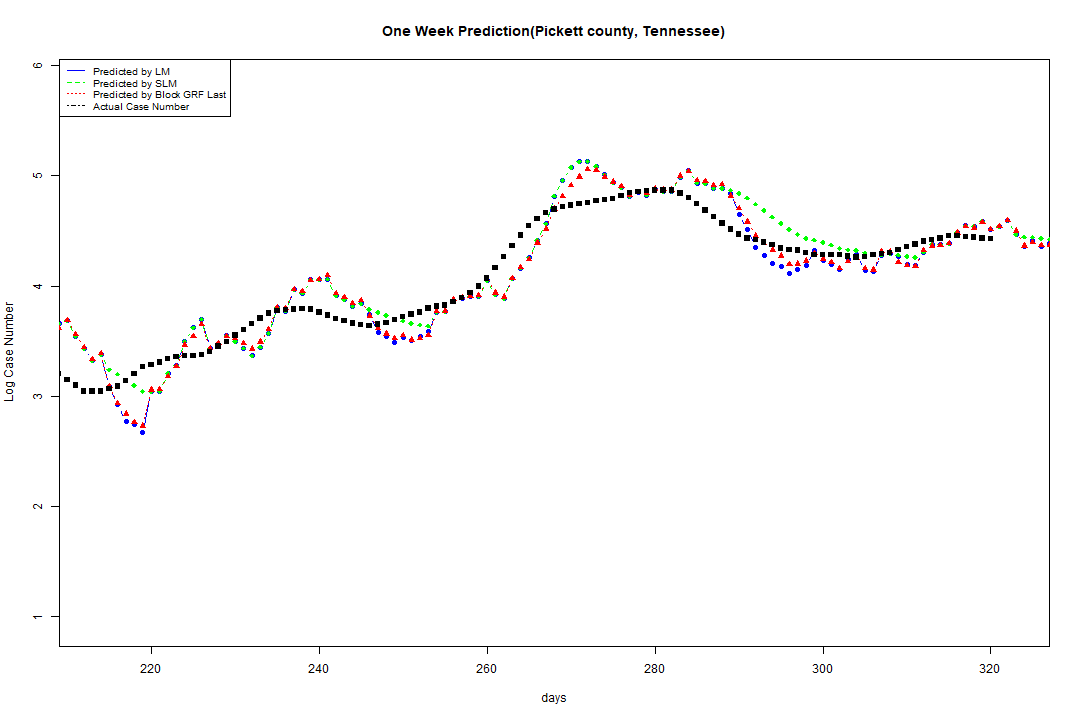 One Week Prediction(Pickett county, Tennessee)
6
Predicted by LM
Predicted by SLM
Predicted by Block GRF Last
Actual Case Number
5
4
3
2
1
Log Case Number
220
240
260
280
300
320
days